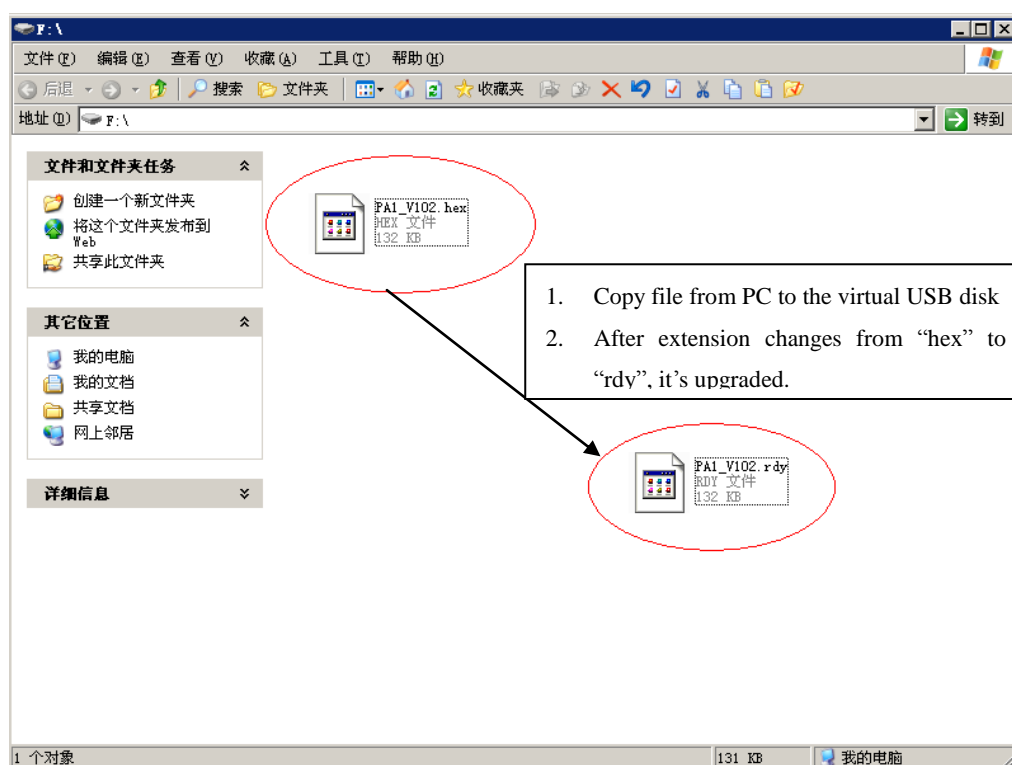 F:\
文件(F) 编辑(E) 查看(V) 收藏(A) 工具(T) 帮助(H)
后退 搜索 文件夹 收藏夹
地址(D) F:\ 转到
文件和文件夹任务
创建一个新文件夹
将这个文件夹发布到
Web
共享此文件夹
其它位置
我的电脑
我的文档
共享文档
网上邻居
详细信息
PA1_V102.hex
HEX 文件
132 KB
1. Copy file from PC to the virtual USB disk
2. After extension changes from “hex” to
“rdy”, it’s upgraded.
PA1_V102.rdy
RDY 文件
132 KB
1 个对象 131 KB 我的电脑